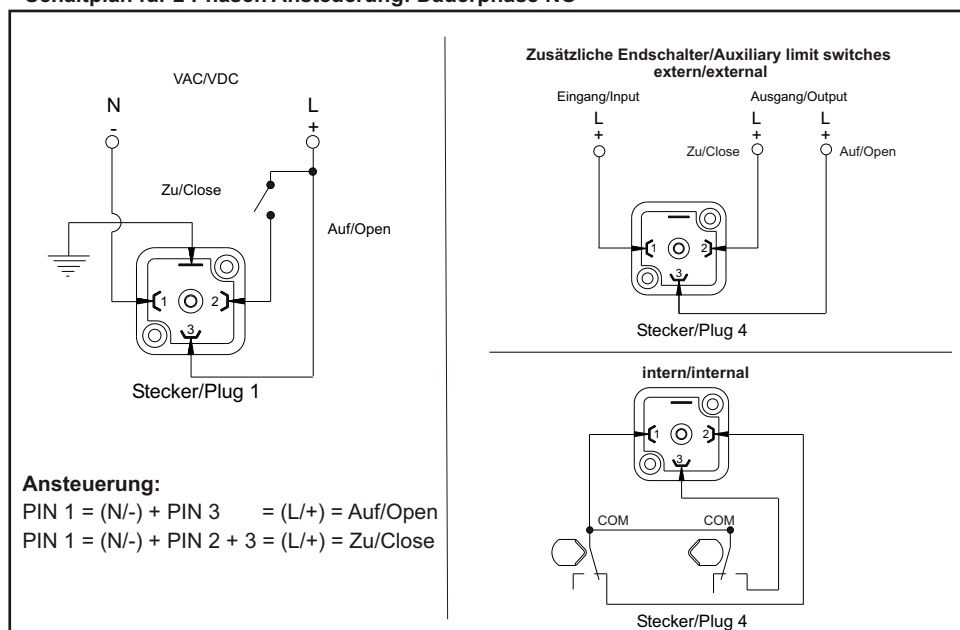 Schaltplan für 2 Phasen Ansteuerung: Dauerphase NO
VAC/VDC
N
-
L
+
Zu/Close
Auf/Open
1
2
3
Stecker/Plug 1
Ansteuerung:
PIN 1 = (N/-) + PIN 3 = (L/+) = Auf/Open
PIN 1 = (N/-) + PIN 2 + 3 = (L/+) = Zu/Close
Zusätzliche Endschalter/Auxiliary limit switches
extern/external
Eingang/Input
Ausgang/Output
L
+
L
+
L
+
Zu/Close
Auf/Open
1
2
3
Stecker/Plug 4
intern/internal
1
2
3
COM
COM
Stecker/Plug 4